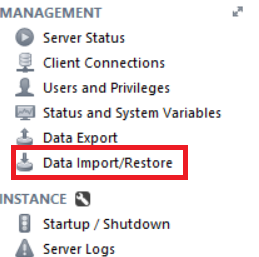 MANAGEMENT
Server Status
Client Connections
Users and Privileges
Status and System Variables
Data Export
Data Import/Restore
INSTANCE
Startup / Shutdown
Server Logs